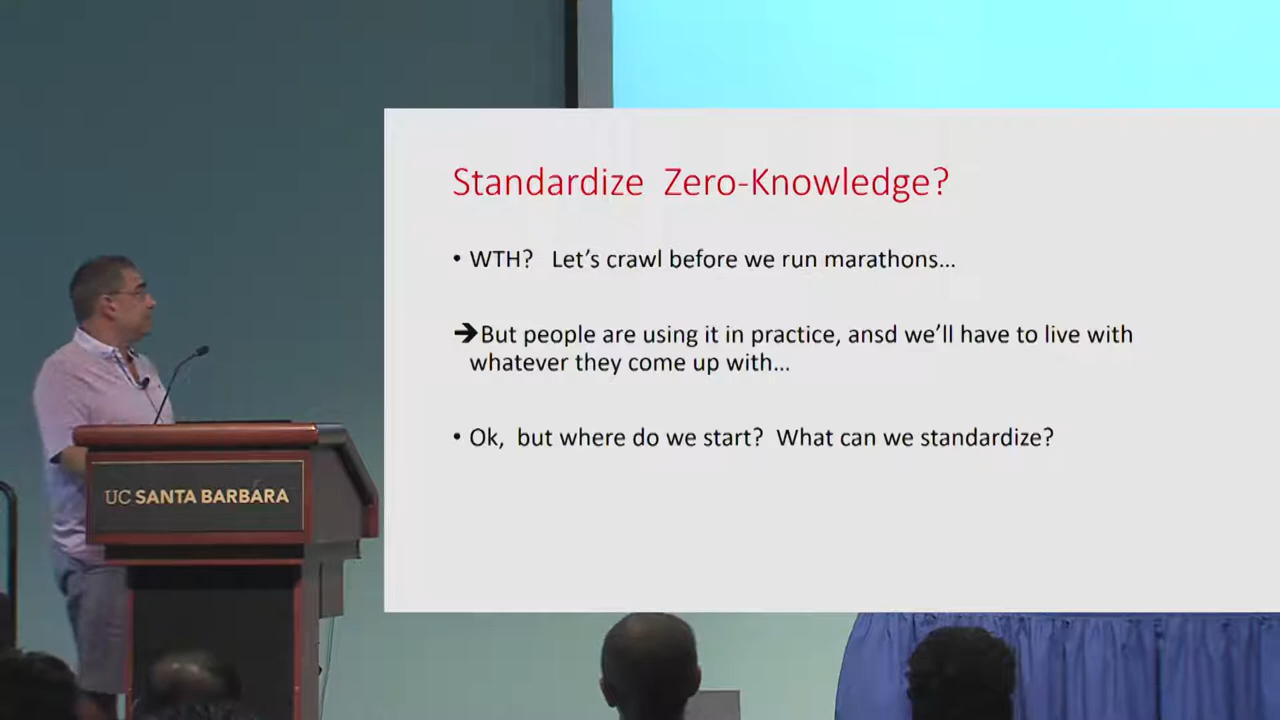 Standardize Zero-Knowledge?
• WTH? Let's crawl before we run marathons...
➔But people are using it in practice, ansd we'll have to live with
whatever they come up with...
• Ok, but where do we start? What can we standardize?
UC SANTA BARBARA